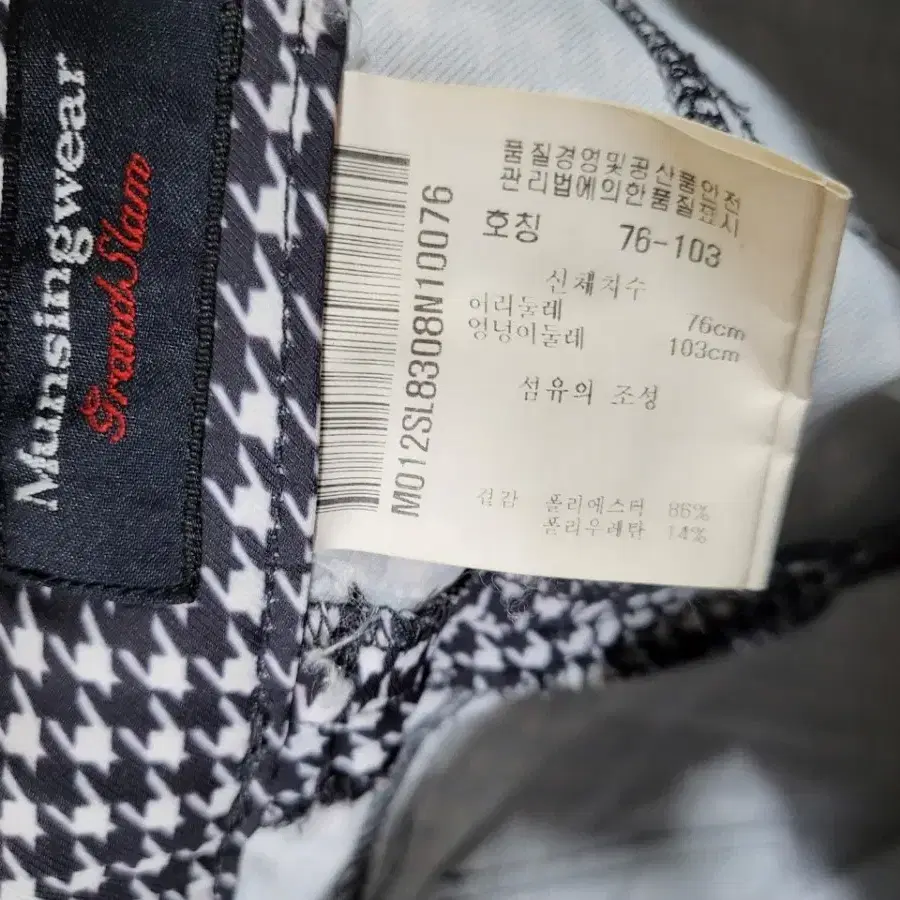 Munsingwear
Grand Slam
M012SL8308N10076
품질경영및공산품안전
관리법에의한품질표시
호칭 76-103
신체치수
허리둘레 76cm
엉덩이둘레 103cm
섬유의 조성
겉감 폴리에스터 86%
폴리우레탄 14%